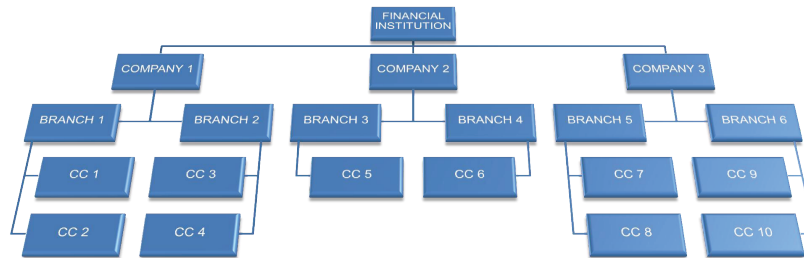 FINANCIAL
INSTITUTION
COMPANY 1
COMPANY 2
COMPANY 3
BRANCH 1
BRANCH 2
BRANCH 3
BRANCH 4
BRANCH 5
BRANCH 6
CC 1
CC 3
CC 5
CC 6
CC 7
CC 9
CC 2
CC 4
CC 8
CC 10